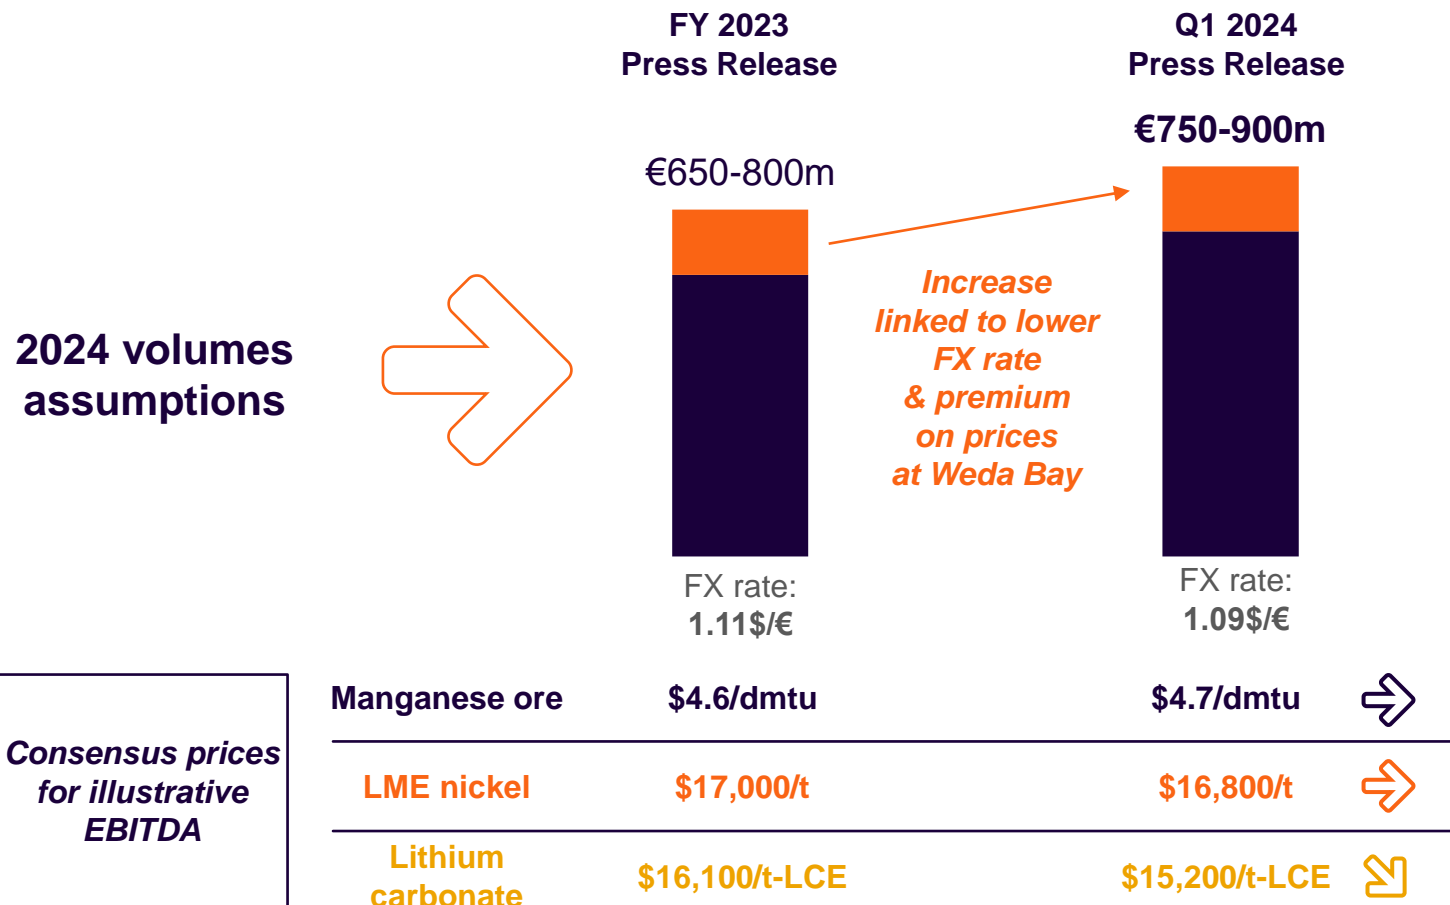 FY 2023
Press Release
Q1 2024
Press Release
€650-800m
€750-900m
2024 volumes
assumptions
Increase
linked to lower
FX rate
& premium
on prices
at Weda Bay
FX rate:
1.11$/€
FX rate:
1.09$/€
Consensus prices
for illustrative
EBITDA
Manganese ore $4.6/dmtu $4.7/dmtu
LME nickel $17,000/t $16,800/t
Lithium
carbonate
$16,100/t-LCE $15,200/t-LCE